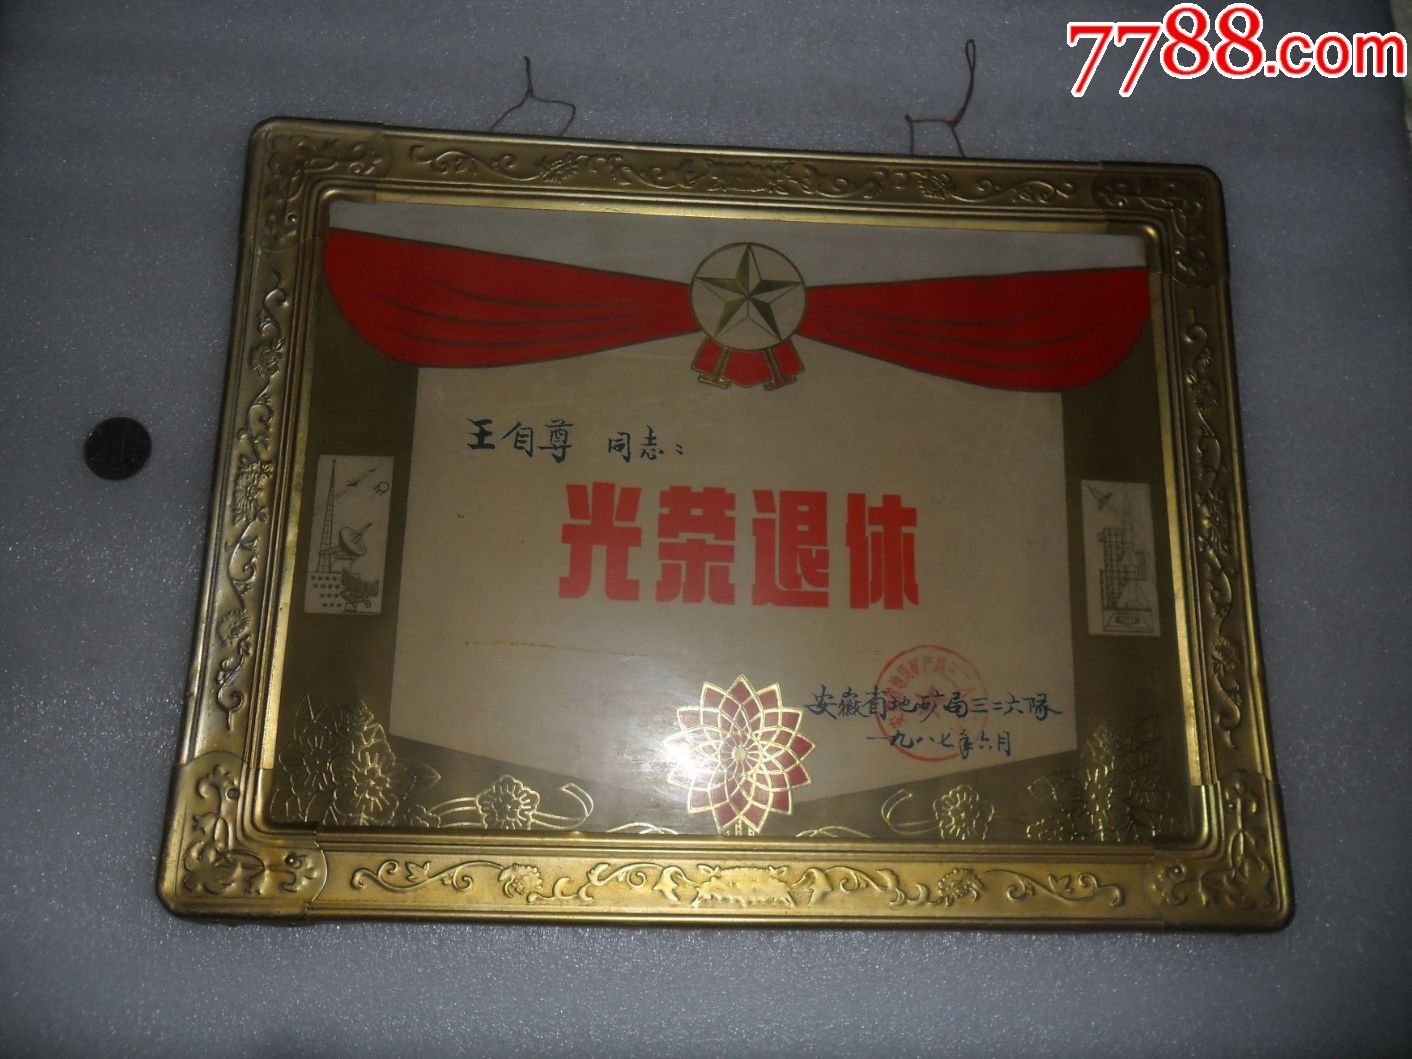 7788.com
王自尊 同志：
光荣退休
安徽省地矿局三二六队
一九八七年六月